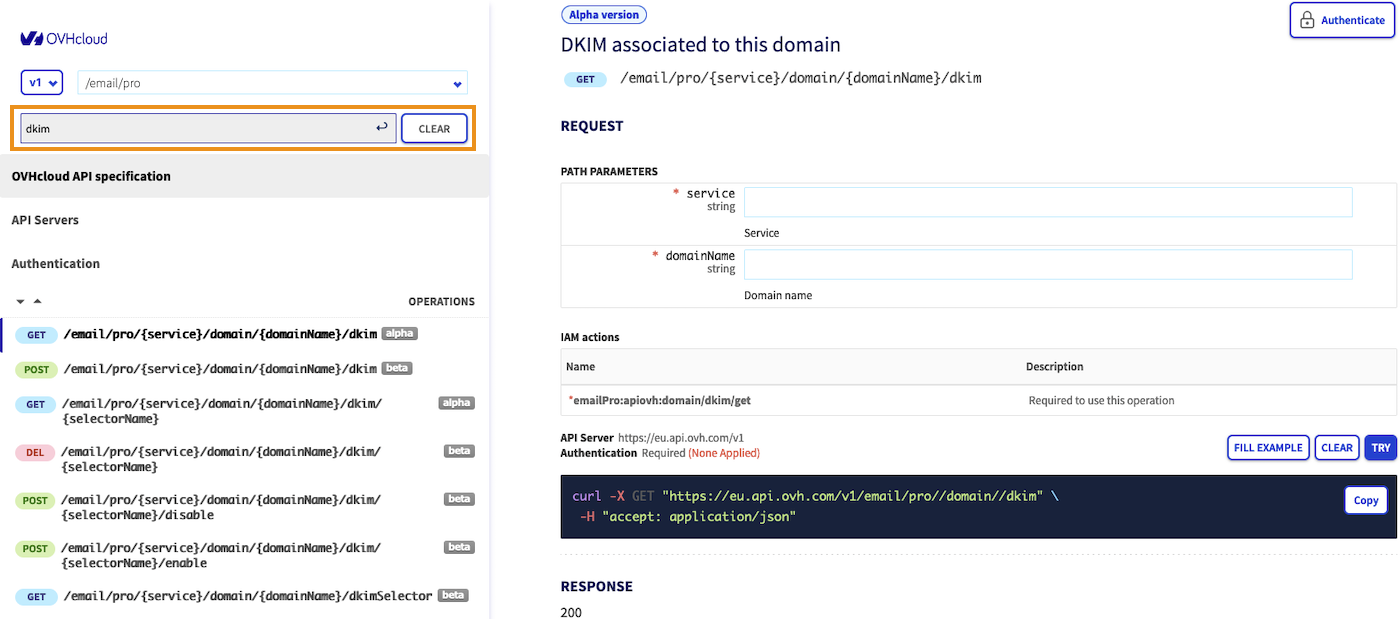 OVHcloud
v1
/email/pro
dkim
CLEAR
OVHcloud API specification
API Servers
Authentication
OPERATIONS
GET /email/pro/{service}/domain/{domainName}/dkim alpha
POST /email/pro/{service}/domain/{domainName}/dkim beta
GET /email/pro/{service}/domain/{domainName}/dkim/ alpha
{selectorName}
DEL /email/pro/{service}/domain/{domainName}/dkim/ beta
{selectorName}
POST /email/pro/{service}/domain/{domainName}/dkim/ beta
{selectorName}/disable
POST /email/pro/{service}/domain/{domainName}/dkim/ beta
{selectorName}/enable
GET /email/pro/{service}/domain/{domainName}/dkimSelector beta
Alpha version
Authenticate
DKIM associated to this domain
GET /email/pro/{service}/domain/{domainName}/dkim
REQUEST
PATH PARAMETERS
* service
string
Service
* domainName
string
Domain name
IAM actions
Name Description
*emailPro:apiovh:domain/dkim/get Required to use this operation
API Server https://eu.api.ovh.com/v1
Authentication Required (None Applied)
FILL EXAMPLE CLEAR TRY
curl -X GET "https://eu.api.ovh.com/v1/email/pro//domain//dkim" \
-H "accept: application/json"
Copy
RESPONSE
200